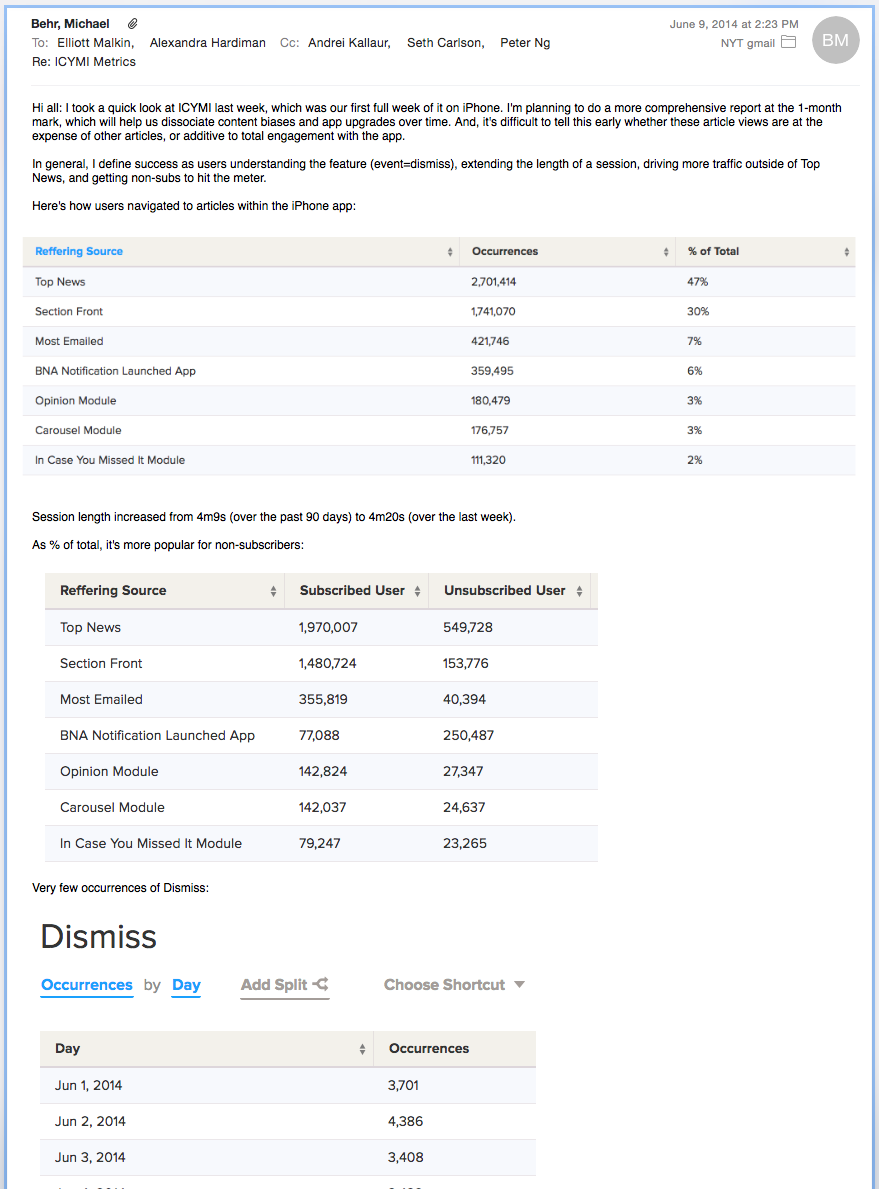 Behr, Michael
June 9, 2014 at 2:23 PM
To: Elliott Malkin, Alexandra Hardiman Cc: Andrei Kallaur, Seth Carlson, Peter Ng
NYT gmail
BM
Re: ICYMI Metrics
Hi all: I took a quick look at ICYMI last week, which was our first full week of it on iPhone. I'm planning to do a more comprehensive report at the 1-month
mark, which will help us dissociate content biases and app upgrades over time. And, it's difficult to tell this early whether these article views are at the
expense of other articles, or additive to total engagement with the app.
In general, I define success as users understanding the feature (event=dismiss), extending the length of a session, driving more traffic outside of Top
News, and getting non-subs to hit the meter.
Here's how users navigated to articles within the iPhone app:
Reffering Source Occurrences % of Total
Top News 2,701,414 47%
Section Front 1,741,070 30%
Most Emailed 421,746 7%
BNA Notification Launched App 359,495 6%
Opinion Module 180,479 3%
Carousel Module 176,757 3%
In Case You Missed It Module 111,320 2%
Session length increased from 4m9s (over the past 90 days) to 4m20s (over the last week).
As % of total, it's more popular for non-subscribers:
Reffering Source Subscribed User Unsubscribed User
Top News 1,970,007 549,728
Section Front 1,480,724 153,776
Most Emailed 355,819 40,394
BNA Notification Launched App 77,088 250,487
Opinion Module 142,824 27,347
Carousel Module 142,037 24,637
In Case You Missed It Module 79,247 23,265
Very few occurrences of Dismiss:
Dismiss
Occurrences by Day Add Split Choose Shortcut
Day Occurrences
Jun 1, 2014 3,701
Jun 2, 2014 4,386
Jun 3, 2014 3,408